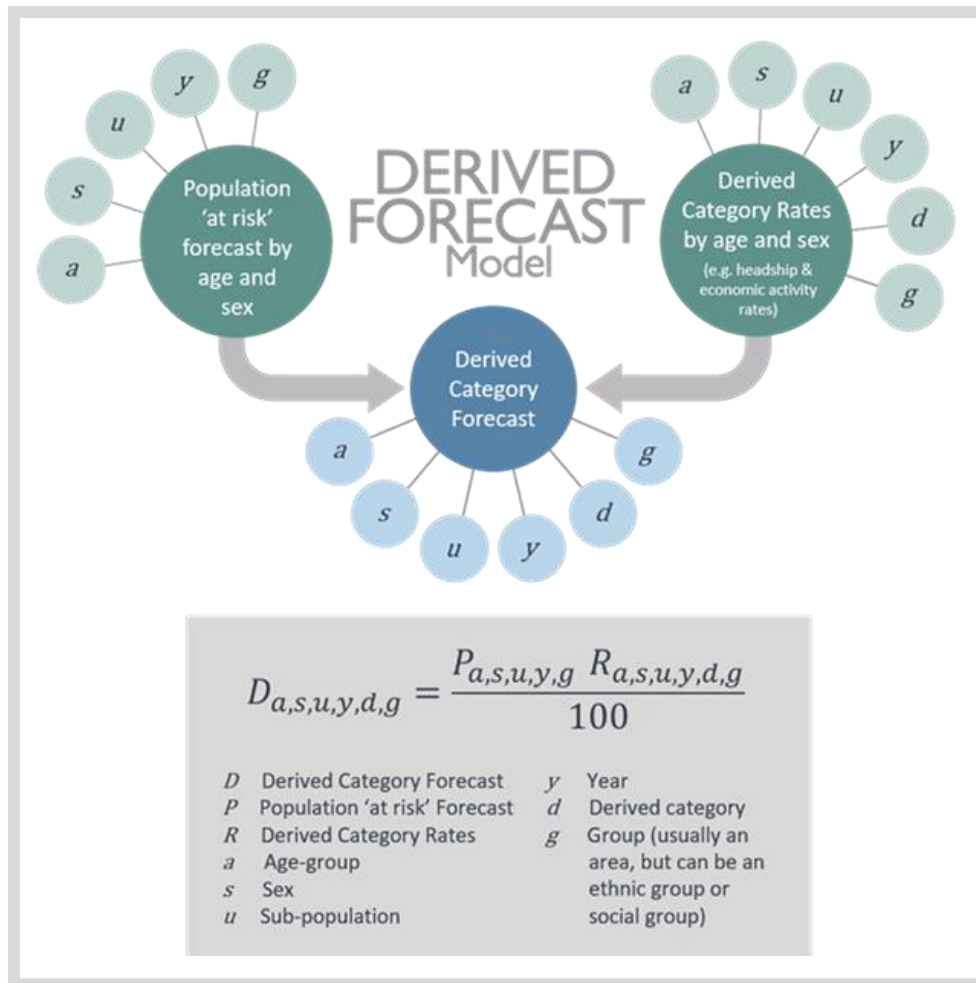 DERIVED
FORECAST
Model
g
y
u
s
a
Population
‘at risk’
forecast by
age and
sex
a
s
u
y
d
g
Derived
Category Rates
by age and sex
(e.g. headship &
economic activity
rates)
Derived
Category
Forecast
a
s
u
y
d
g
D_{a,s,u,y,d,g} = \frac{P_{a,s,u,y,g} R_{a,s,u,y,d,g}}{100}
D Derived Category Forecast
P Population ‘at risk’ Forecast
R Derived Category Rates
a Age-group
s Sex
u Sub-population
y Year
d Derived category
g Group (usually an
area, but can be an
ethnic group or
social group)